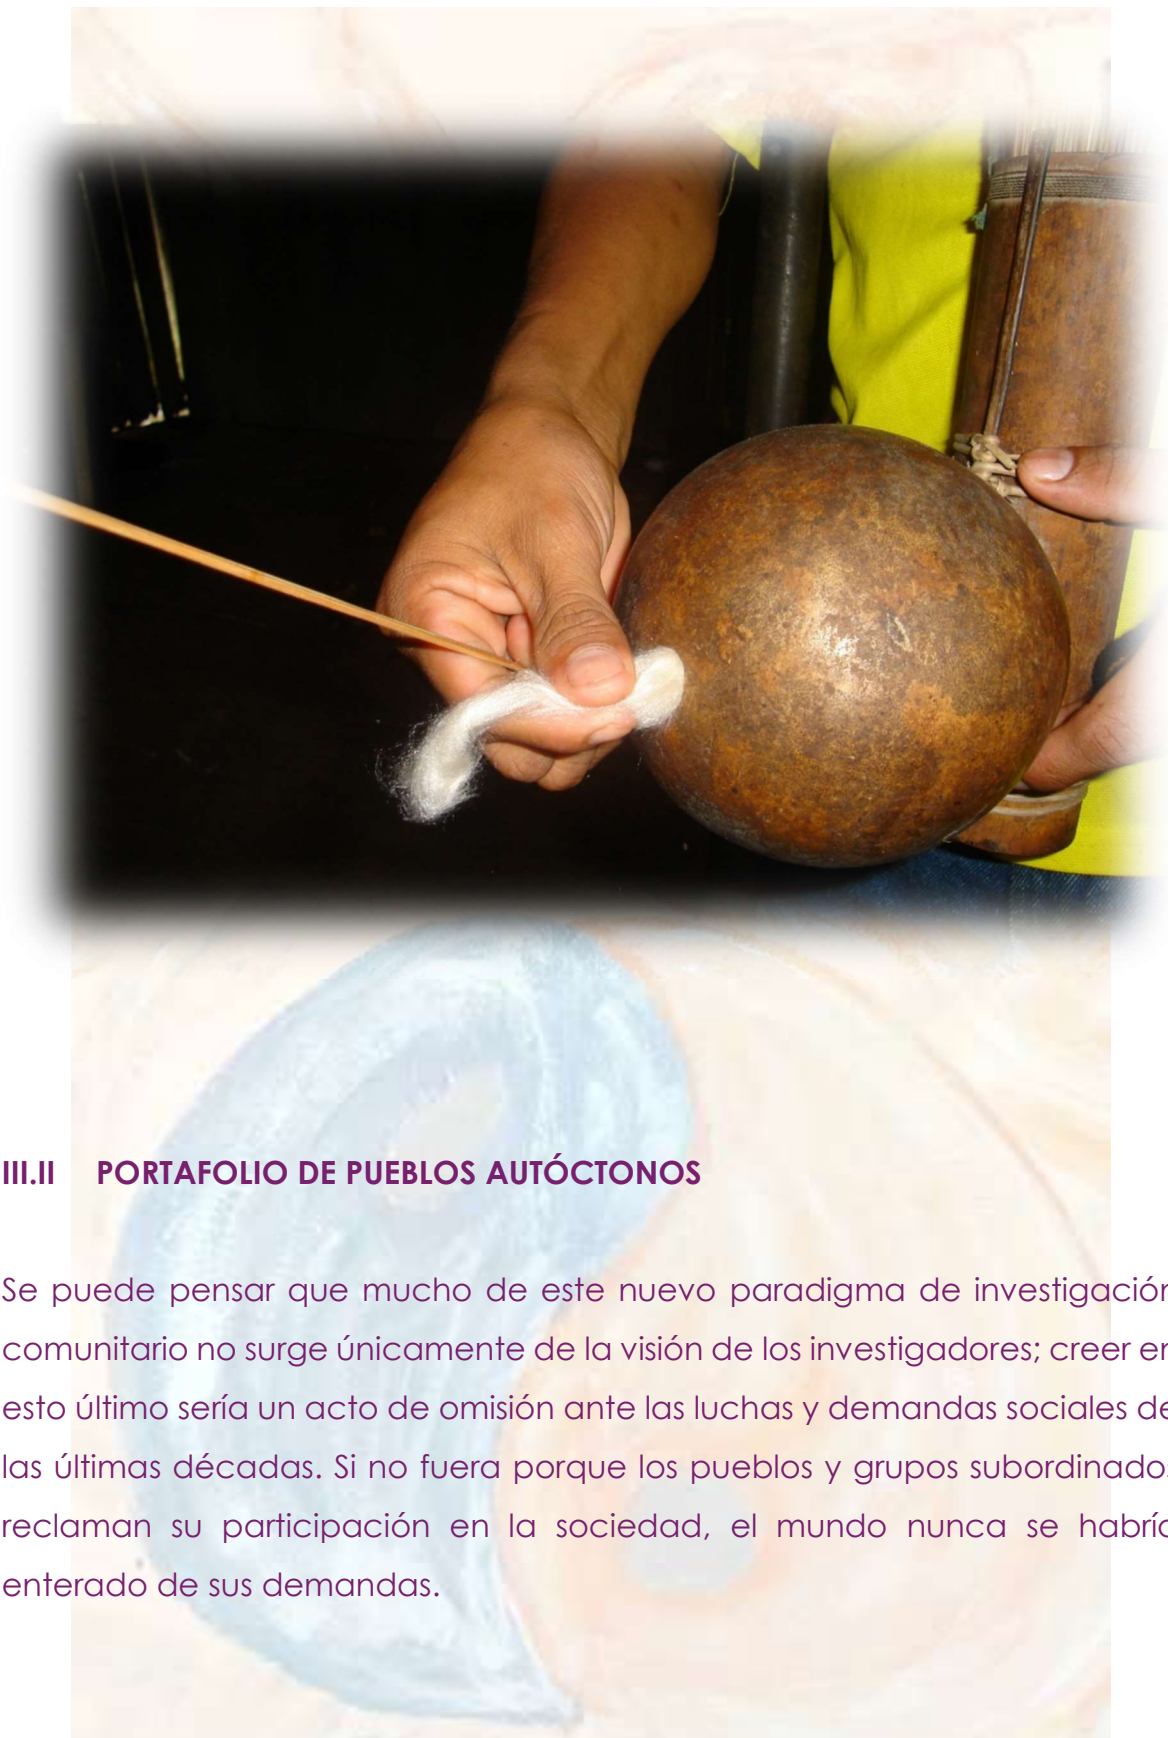 III.II PORTAFOLIO DE PUEBLOS AUTÓCTONOS
Se puede pensar que mucho de este nuevo paradigma de investigación
comunitario no surge únicamente de la visión de los investigadores; creer en
esto último sería un acto de omisión ante las luchas y demandas sociales de
las últimas décadas. Si no fuera porque los pueblos y grupos subordinados
reclaman su participación en la sociedad, el mundo nunca se habría
enterado de sus demandas.